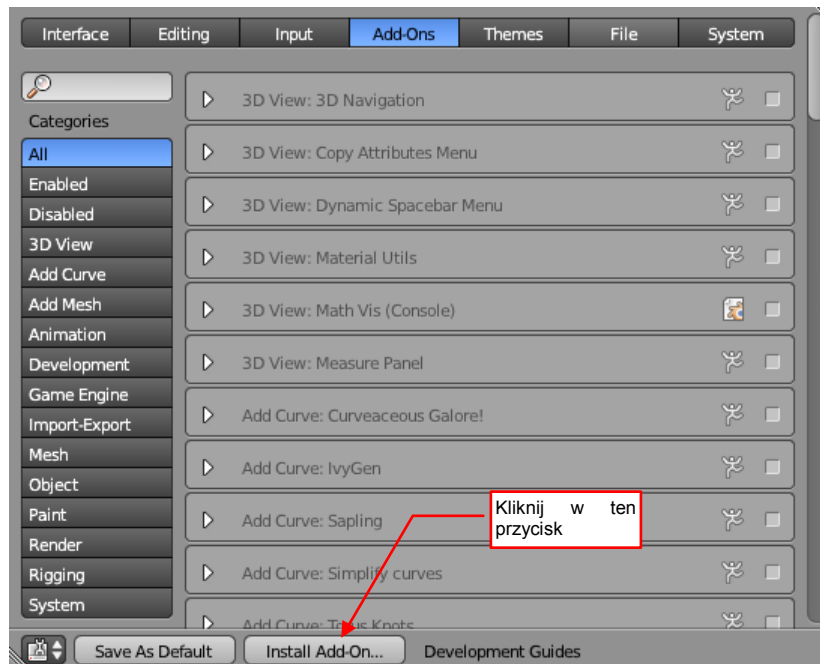 Interface Editing Input Add-Ons Themes File System
Categories
All
Enabled
Disabled
3D View
Add Curve
Add Mesh
Animation
Development
Game Engine
Import-Export
Mesh
Object
Paint
Render
Rigging
System
3D View: 3D Navigation
3D View: Copy Attributes Menu
3D View: Dynamic Spacebar Menu
3D View: Material Utils
3D View: Math Vis (Console)
3D View: Measure Panel
Add Curve: Curveaceous Galore!
Add Curve: IvyGen
Add Curve: Sapling
Add Curve: Simplify curves
Add Curve: Torus Knots
Kliknij w ten
przycisk
Save As Default Install Add-On... Development Guides